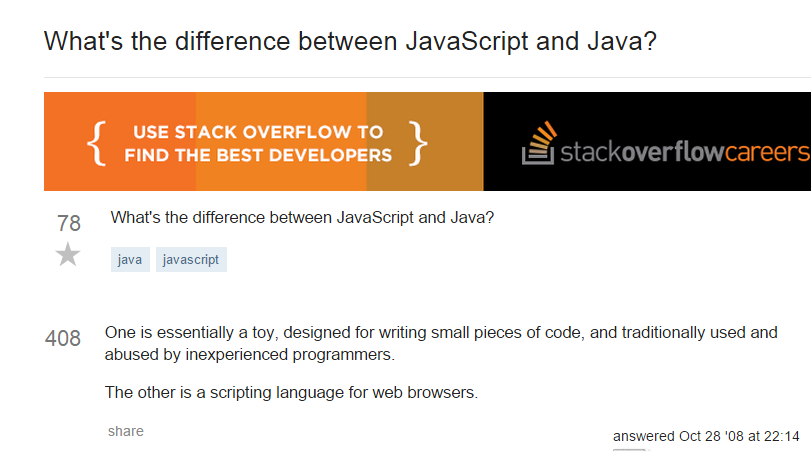 What's the difference between JavaScript and Java?
{ USE STACK OVERFLOW TO
FIND THE BEST DEVELOPERS }
stackoverflowcareers
78
What's the difference between JavaScript and Java?
java javascript
408
One is essentially a toy, designed for writing small pieces of code, and traditionally used and
abused by inexperienced programmers.
The other is a scripting language for web browsers.
share
answered Oct 28 '08 at 22:14